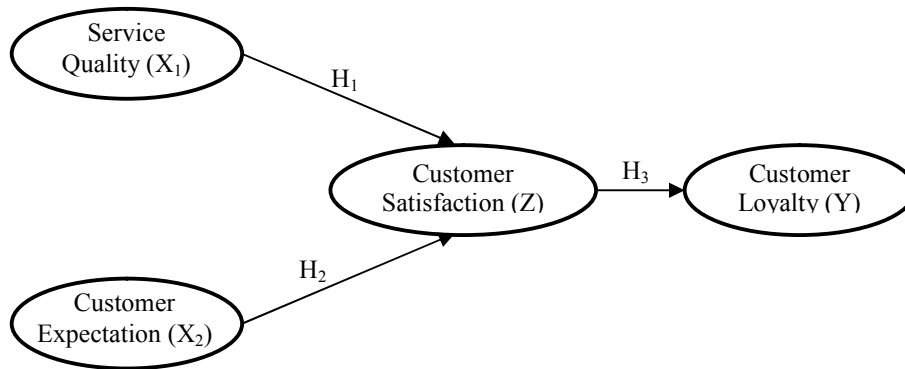 Service
Quality (X₁)
H₁
Customer
Satisfaction (Z)
H₃
Customer
Loyalty (Y)
H₂
Customer
Expectation (X₂)